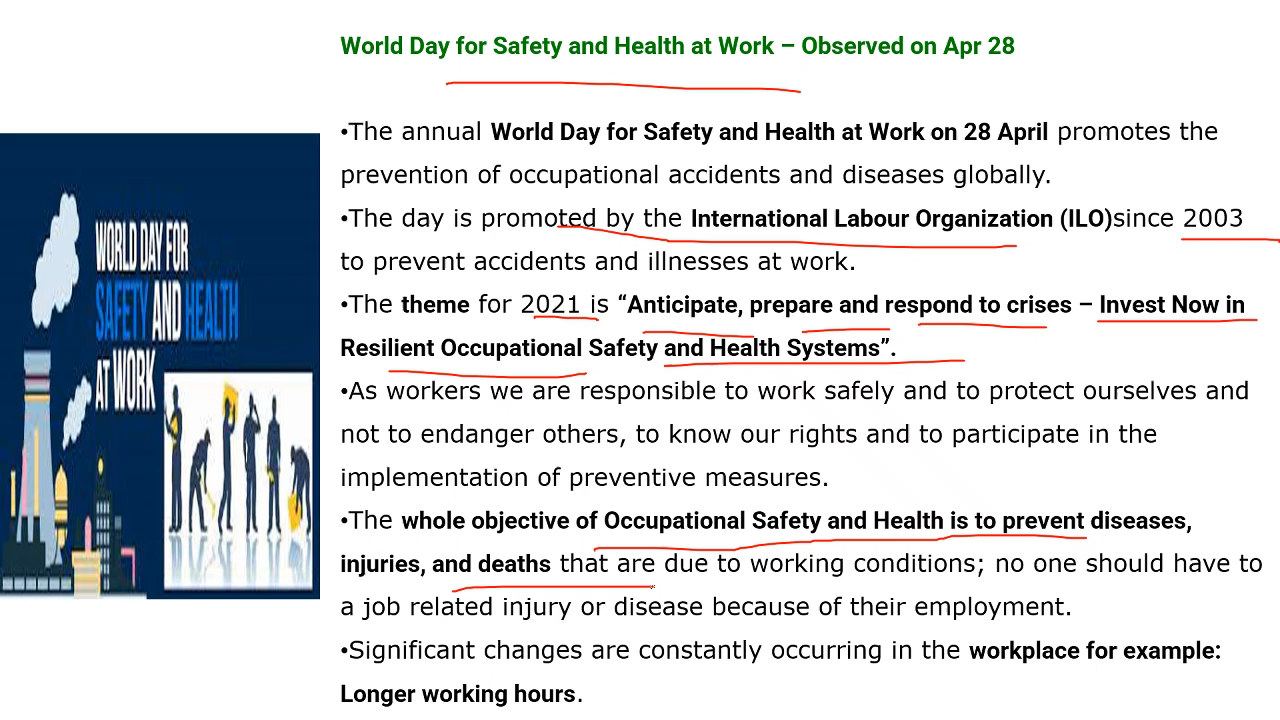 World Day for Safety and Health at Work – Observed on Apr 28
WORLD DAY FOR
SAFETY AND HEALTH
AT WORK
•The annual World Day for Safety and Health at Work on 28 April promotes the
prevention of occupational accidents and diseases globally.
•The day is promoted by the International Labour Organization (ILO)since 2003
to prevent accidents and illnesses at work.
•The theme for 2021 is “Anticipate, prepare and respond to crises – Invest Now in
Resilient Occupational Safety and Health Systems”.
•As workers we are responsible to work safely and to protect ourselves and
not to endanger others, to know our rights and to participate in the
implementation of preventive measures.
•The whole objective of Occupational Safety and Health is to prevent diseases,
injuries, and deaths that are due to working conditions; no one should have to
a job related injury or disease because of their employment.
•Significant changes are constantly occurring in the workplace for example:
Longer working hours.